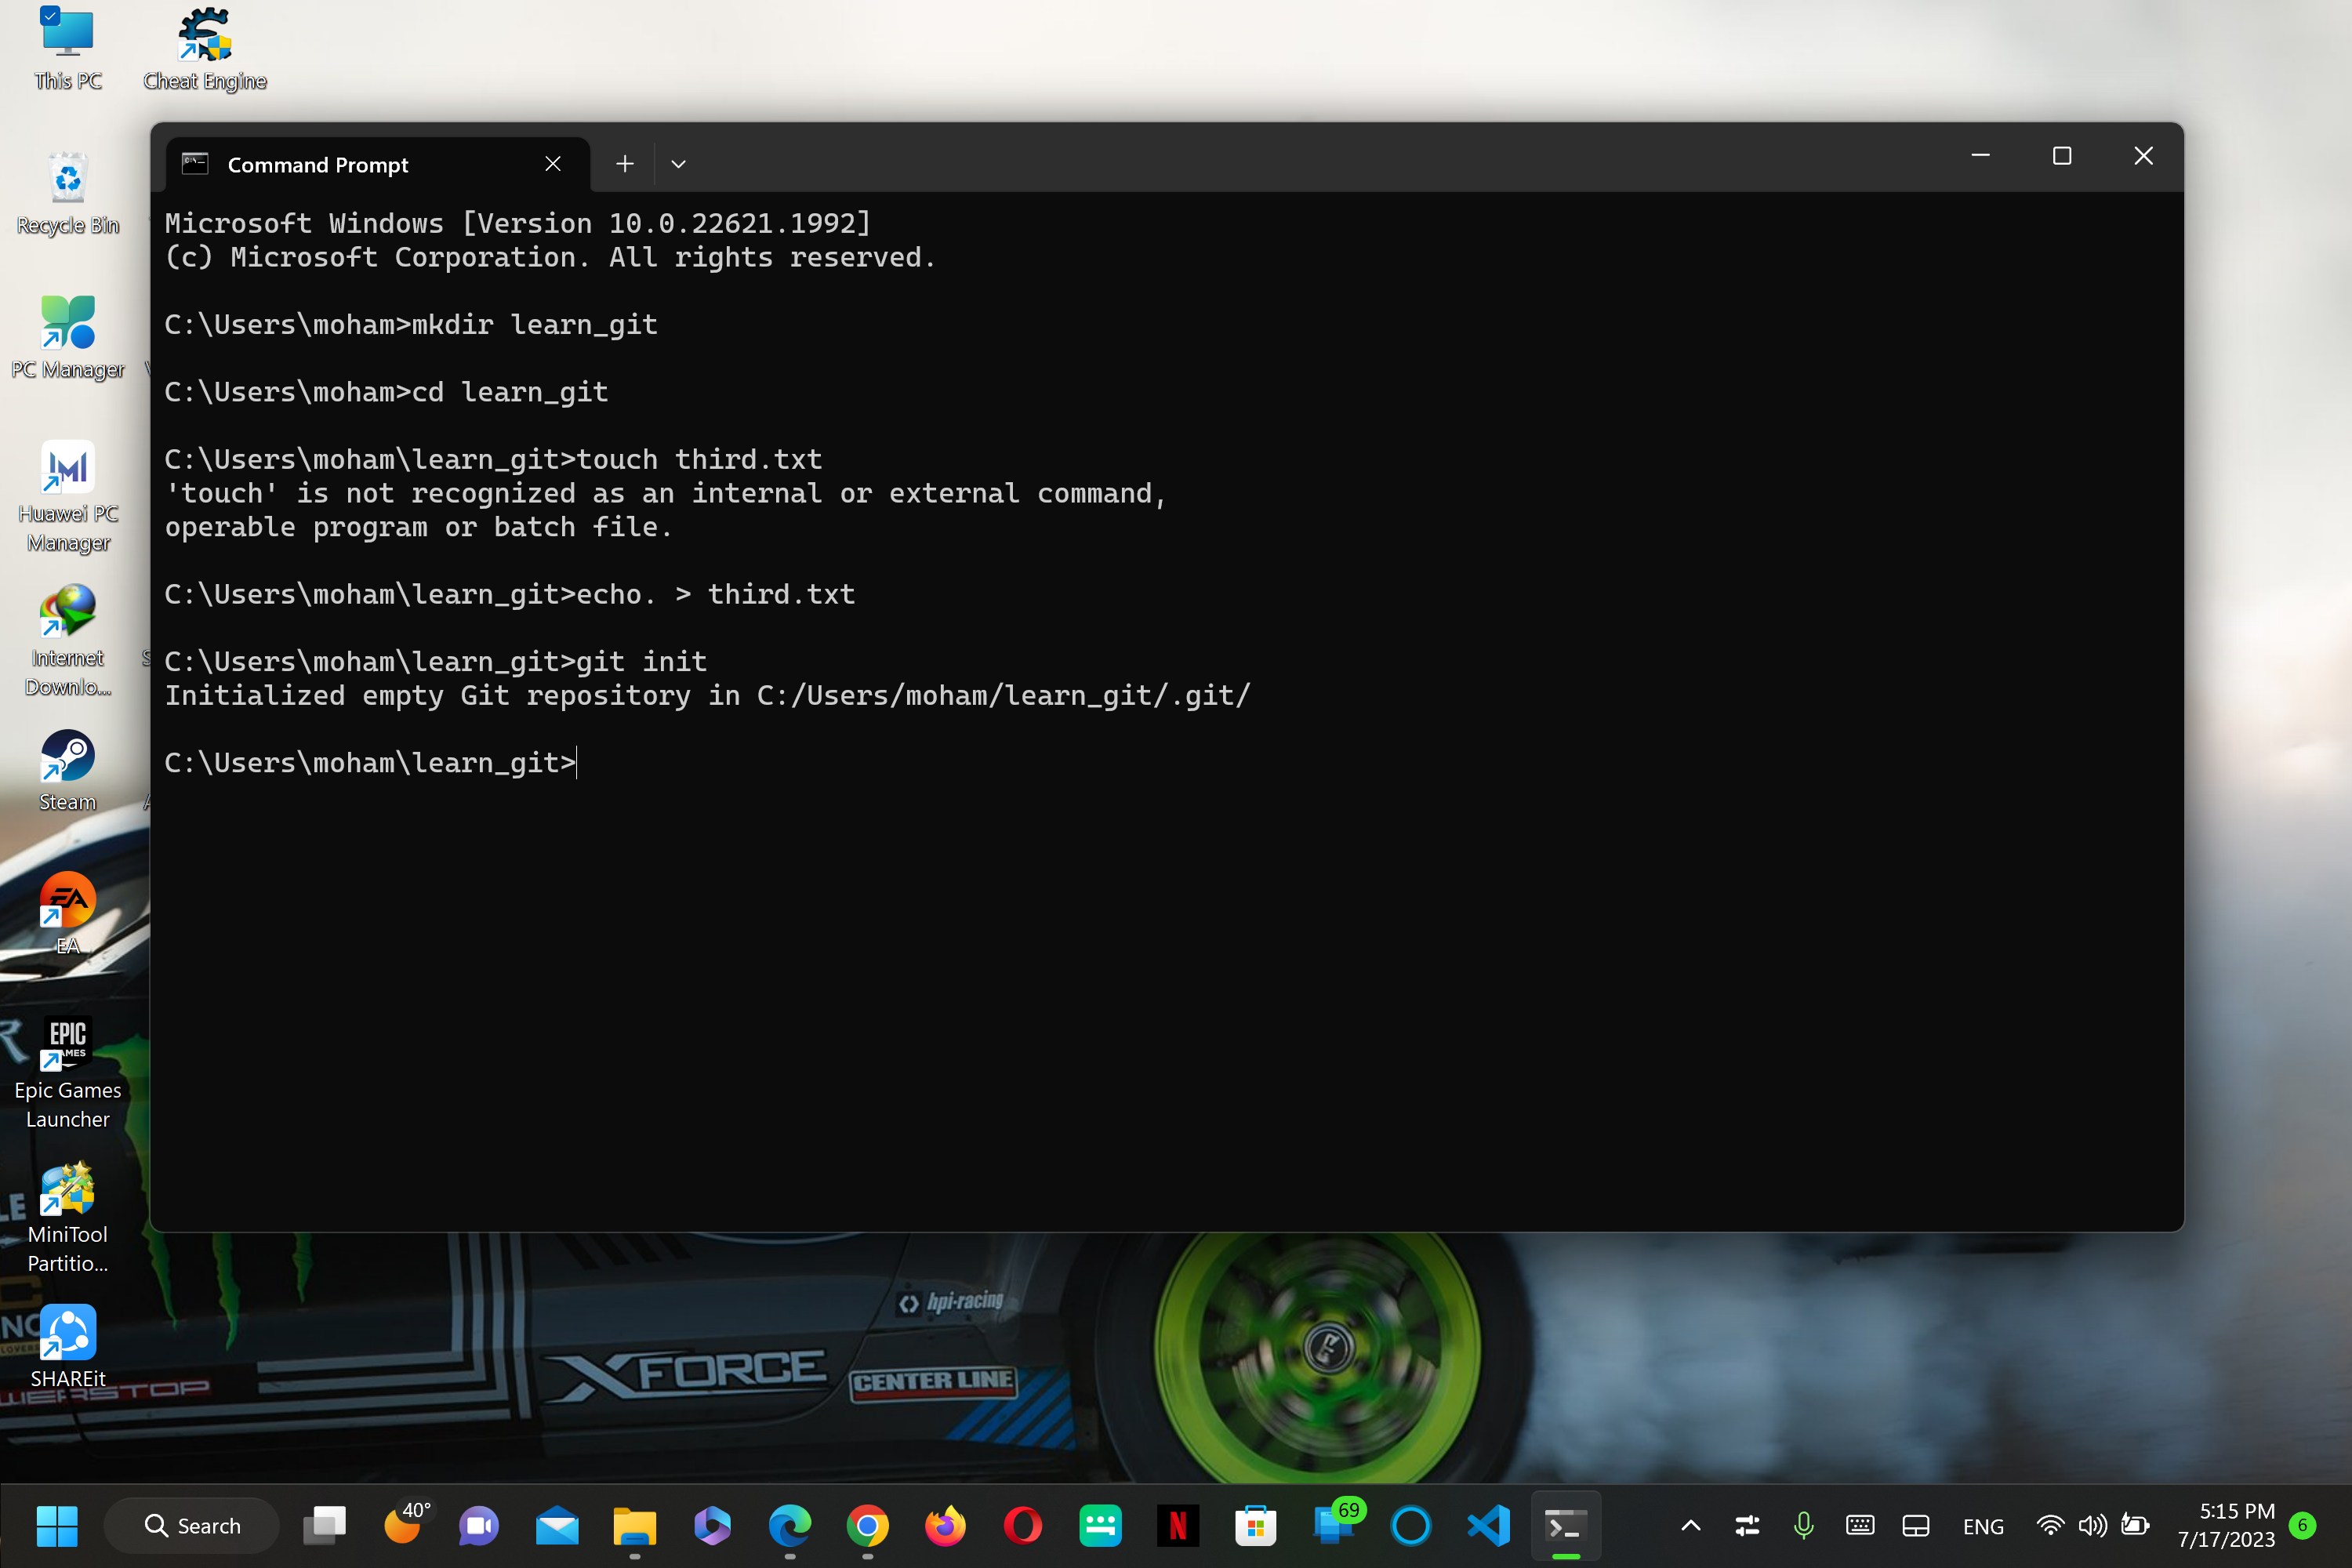 This PC
Cheat Engine
Recycle Bin
PC Manager
Huawei PC
Manager
Internet
Downlo...
Steam
EA
EA
EPIC
GAMES
Epic Games
Launcher
MiniTool
Partitio...
SHAREit
Command Prompt
Microsoft Windows [Version 10.0.22621.1992]
(c) Microsoft Corporation. All rights reserved.
C:\Users\moham>mkdir learn_git
C:\Users\moham>cd learn_git
C:\Users\moham\learn_git>touch third.txt
'touch' is not recognized as an internal or external command,
operable program or batch file.
C:\Users\moham\learn_git>echo. > third.txt
C:\Users\moham\learn_git>git init
Initialized empty Git repository in C:/Users/moham/learn_git/.git/
C:\Users\moham\learn_git>
hpi-racing
XFORCE
CENTER LINE
Search
40°
N
69
ENG
5:15 PM
7/17/2023
6